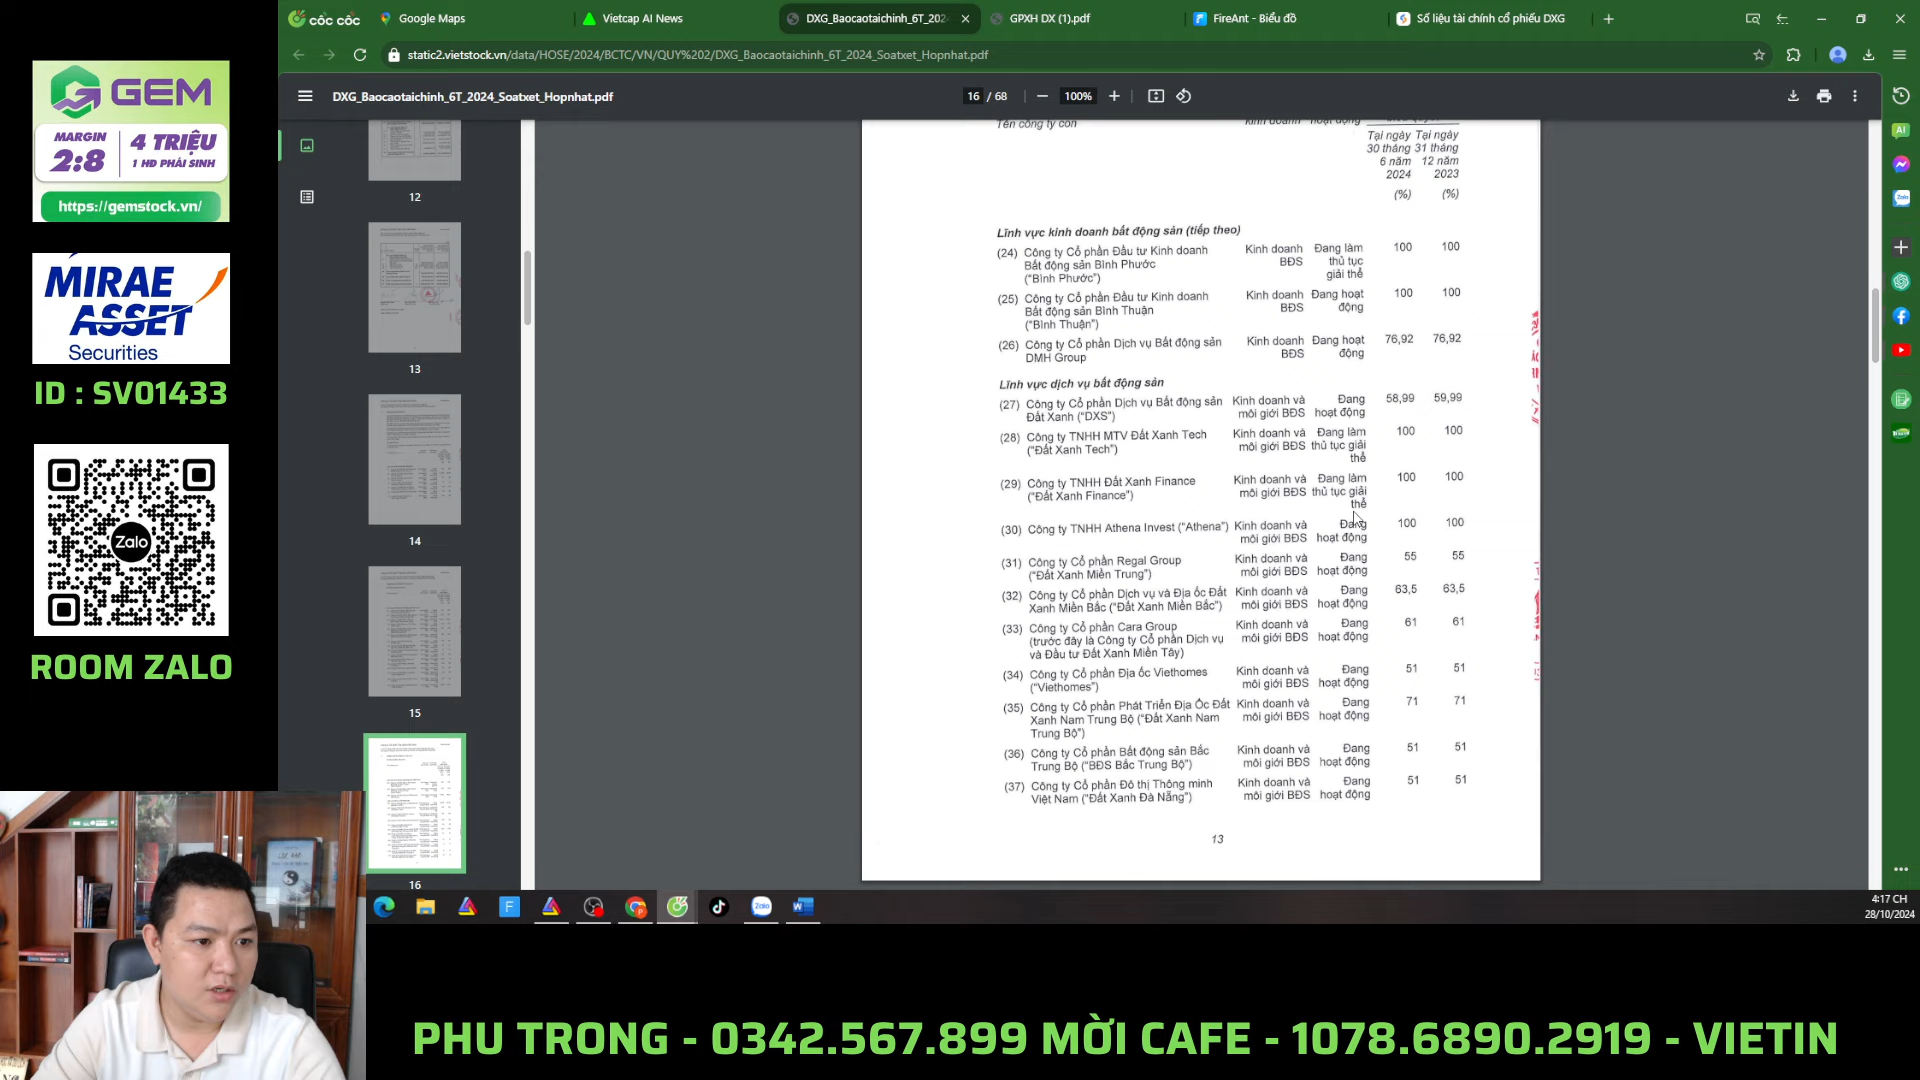 cốc cốc
Google Maps
Vietcap AI News
DXG_Baocaotaichinh_6T_202
GPXH DX (1).pdf
FireAnt - Biểu đồ
Số liệu tài chính cổ phiếu DXG
static2.vietstock.vn/data/HOSE/2024/BCTC/VN/QUY%202/DXG_Baocaotaichinh_6T_2024_Soatxet_Hopnhat.pdf
DXG_Baocaotaichinh_6T_2024_Soatxet_Hopnhat.pdf
16 / 68
100%
GEM
MARGIN
2:8
4 TRIỆU
1 HĐ PHÁI SINH
https://gemstock.vn/
MIRAE
ASSET
Securities
ID : SV01433
Zalo
ROOM ZALO
12
13
14
15
16
Tên công ty con kinh doanh hoạt động
Tại ngày Tại ngày
30 tháng 31 tháng
6 năm 12 năm
2024 2023
(%) (%)
Lĩnh vực kinh doanh bất động sản (tiếp theo)
(24) Công ty Cổ phần Đầu tư Kinh doanh Kinh doanh Đang làm 100 100
Bất động sản Bình Phước BĐS thủ tục
("Bình Phước") giải thể
(25) Công ty Cổ phần Đầu tư Kinh doanh Kinh doanh Đang hoạt 100 100
Bất động sản Bình Thuận BĐS động
("Bình Thuận")
(26) Công ty Cổ phần Dịch vụ Bất động sản Kinh doanh Đang hoạt 76,92 76,92
DMH Group BĐS động
Lĩnh vực dịch vụ bất động sản
(27) Công ty Cổ phần Dịch vụ Bất động sản Kinh doanh và Đang 58,99 59,99
Đất Xanh ("DXS") môi giới BĐS hoạt động
(28) Công ty TNHH MTV Đất Xanh Tech Kinh doanh và Đang làm 100 100
("Đất Xanh Tech") môi giới BĐS thủ tục giải
thể
(29) Công ty TNHH Đất Xanh Finance Kinh doanh và Đang làm 100 100
("Đất Xanh Finance") môi giới BĐS thủ tục giải
thể
(30) Công ty TNHH Athena Invest ("Athena") Kinh doanh và Đang 100 100
môi giới BĐS hoạt động
(31) Công ty Cổ phần Regal Group Kinh doanh và Đang 55 55
("Đất Xanh Miền Trung") môi giới BĐS hoạt động
(32) Công ty Cổ phần Dịch vụ và Địa ốc Đất Kinh doanh và Đang 63,5 63,5
Xanh Miền Bắc ("Đất Xanh Miền Bắc") môi giới BĐS hoạt động
(33) Công ty Cổ phần Cara Group Kinh doanh và Đang 61 61
(trước đây là Công ty Cổ phần Dịch vụ môi giới BĐS hoạt động
và Đầu tư Đất Xanh Miền Tây)
(34) Công ty Cổ phần Địa ốc Viethomes Kinh doanh và Đang 51 51
("Viethomes") môi giới BĐS hoạt động
(35) Công ty Cổ phần Phát Triển Địa Ốc Đất Kinh doanh và Đang 71 71
Xanh Nam Trung Bộ ("Đất Xanh Nam môi giới BĐS hoạt động
Trung Bộ")
(36) Công ty Cổ phần Bất động sản Bắc Kinh doanh và Đang 51 51
Trung Bộ ("BĐS Bắc Trung Bộ") môi giới BĐS hoạt động
(37) Công ty Cổ phần Đô thị Thông minh Kinh doanh và Đang 51 51
Việt Nam ("Đất Xanh Đà Nẵng") môi giới BĐS hoạt động
13
4:17 CH
28/10/2024
PHU TRONG - 0342.567.899 MỜI CAFE - 1078.6890.2919 - VIETIN